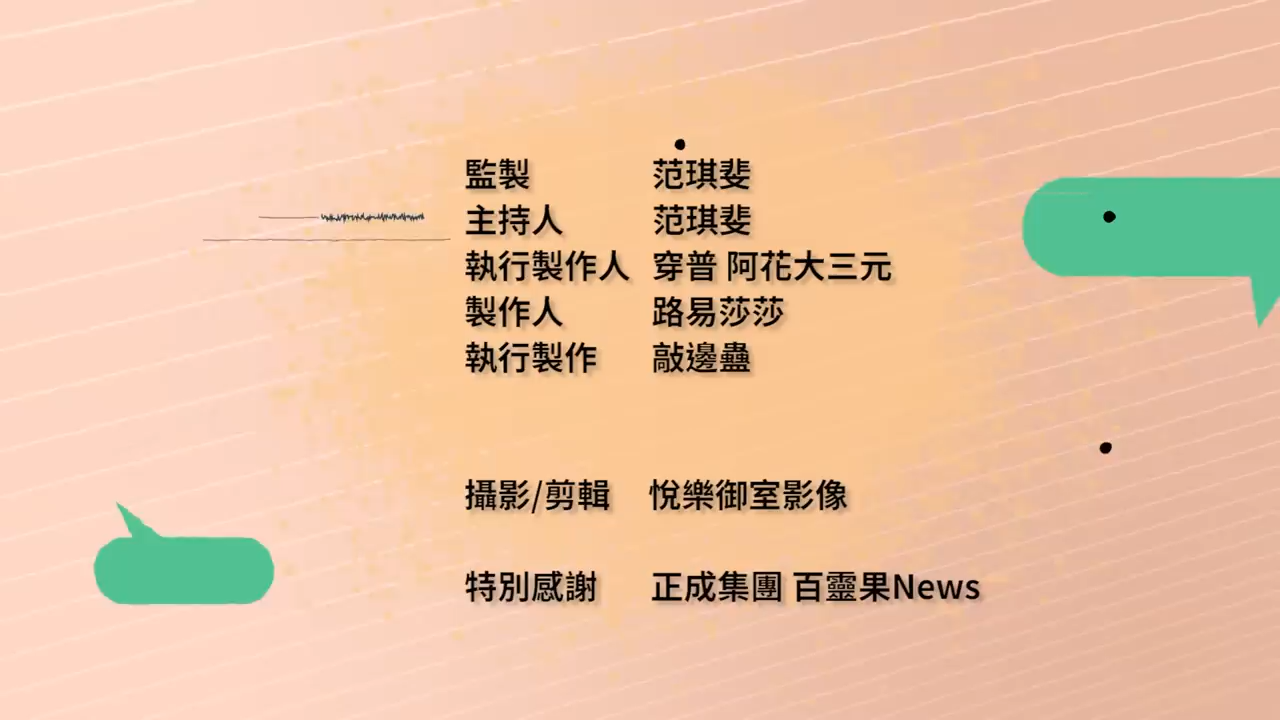 監製 范琪斐
主持人 范琪斐
執行製作人 穿普 阿花大三元
製作人 路易莎莎
執行製作 敲邊蠱
攝影/剪輯 悅樂御室影像
特別感謝 正成集團 百靈果News